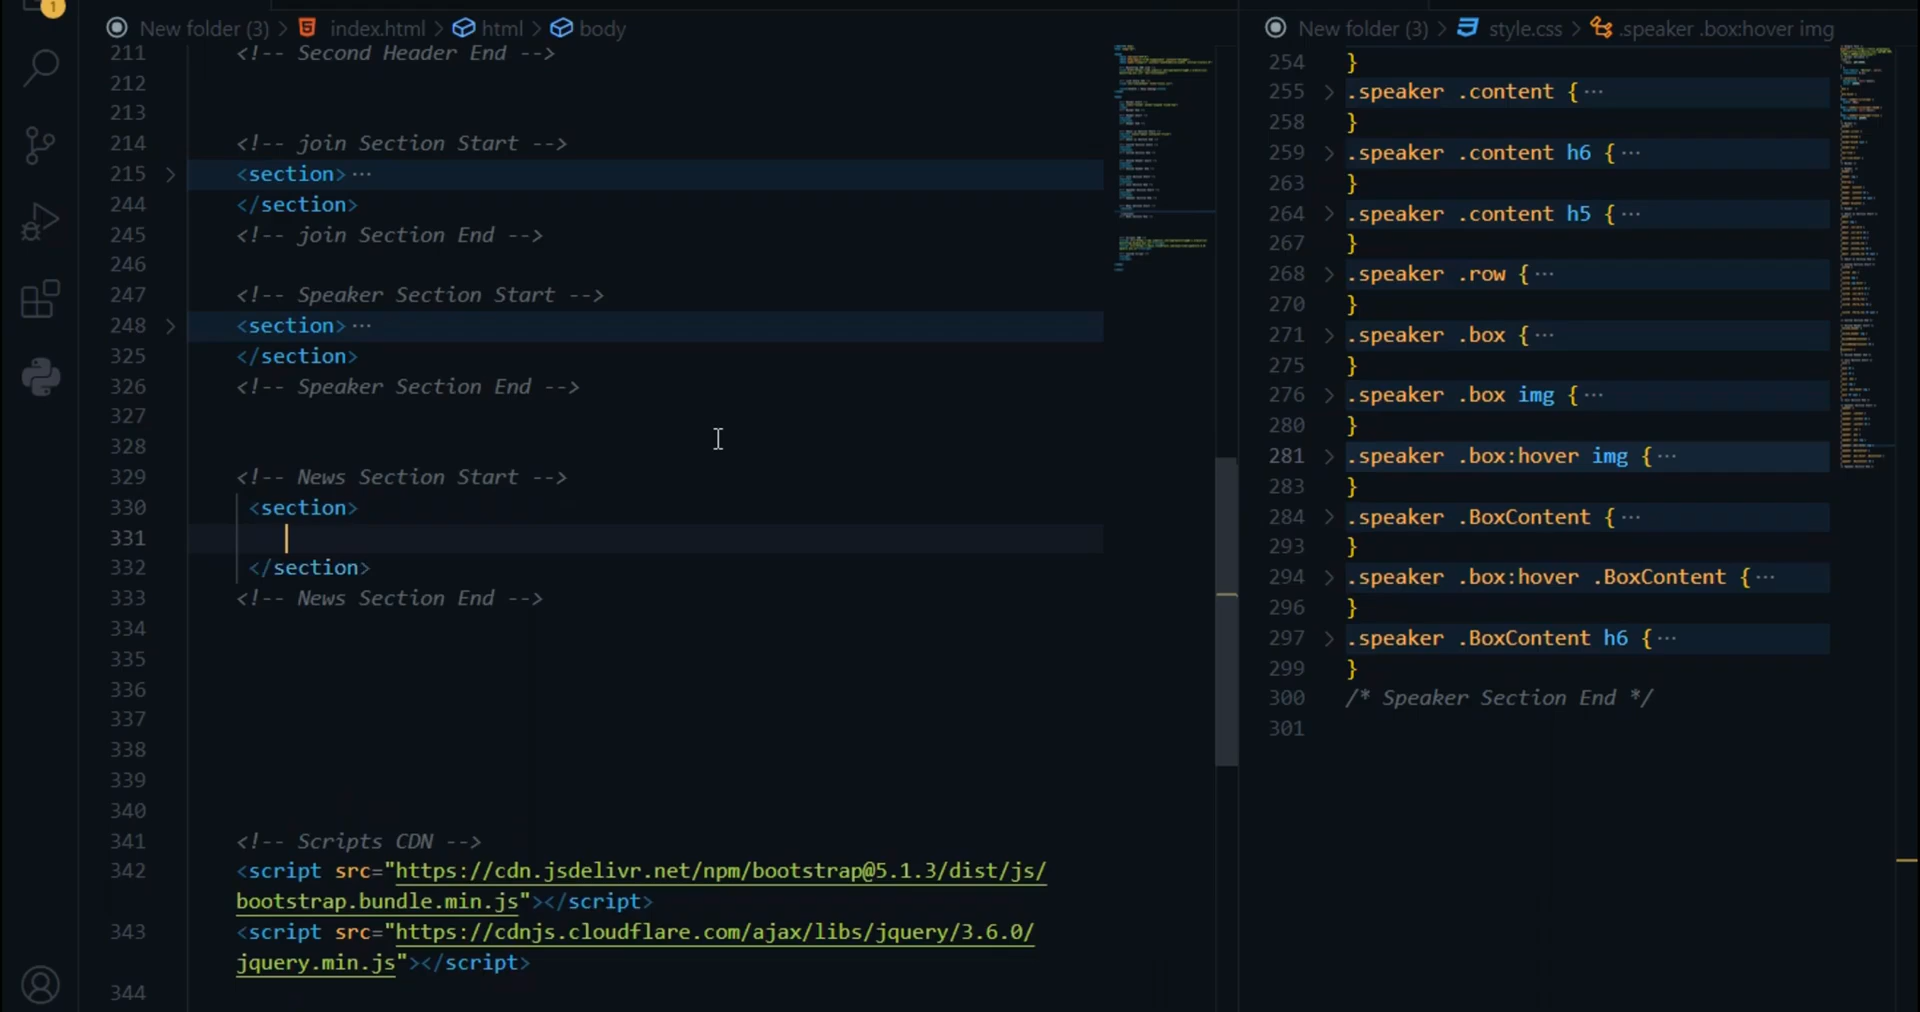 1
New folder (3) > index.html > html > body
211 <!-- Second Header End -->
212
213
214 <!-- join Section Start -->
215 > <section>···
244 </section>
245 <!-- join Section End -->
246
247 <!-- Speaker Section Start -->
248 > <section>···
325 </section>
326 <!-- Speaker Section End -->
327
328
329 <!-- News Section Start -->
330 <section>
331
332 </section>
333 <!-- News Section End -->
334
335
336
337
338
339
340
341 <!-- Scripts CDN -->
342 <script src="https://cdn.jsdelivr.net/npm/bootstrap@5.1.3/dist/js/
bootstrap.bundle.min.js"></script>
343 <script src="https://cdnjs.cloudflare.com/ajax/libs/jquery/3.6.0/
jquery.min.js"></script>
344
New folder (3) > style.css > .speaker .box:hover img
254 }
255 > .speaker .content {···
258 }
259 > .speaker .content h6 {···
263 }
264 > .speaker .content h5 {···
267 }
268 > .speaker .row {···
270 }
271 > .speaker .box {···
275 }
276 > .speaker .box img {···
280 }
281 > .speaker .box:hover img {···
283 }
284 > .speaker .BoxContent {···
293 }
294 > .speaker .box:hover .BoxContent {···
296 }
297 > .speaker .BoxContent h6 {···
299 }
300 /* Speaker Section End */
301